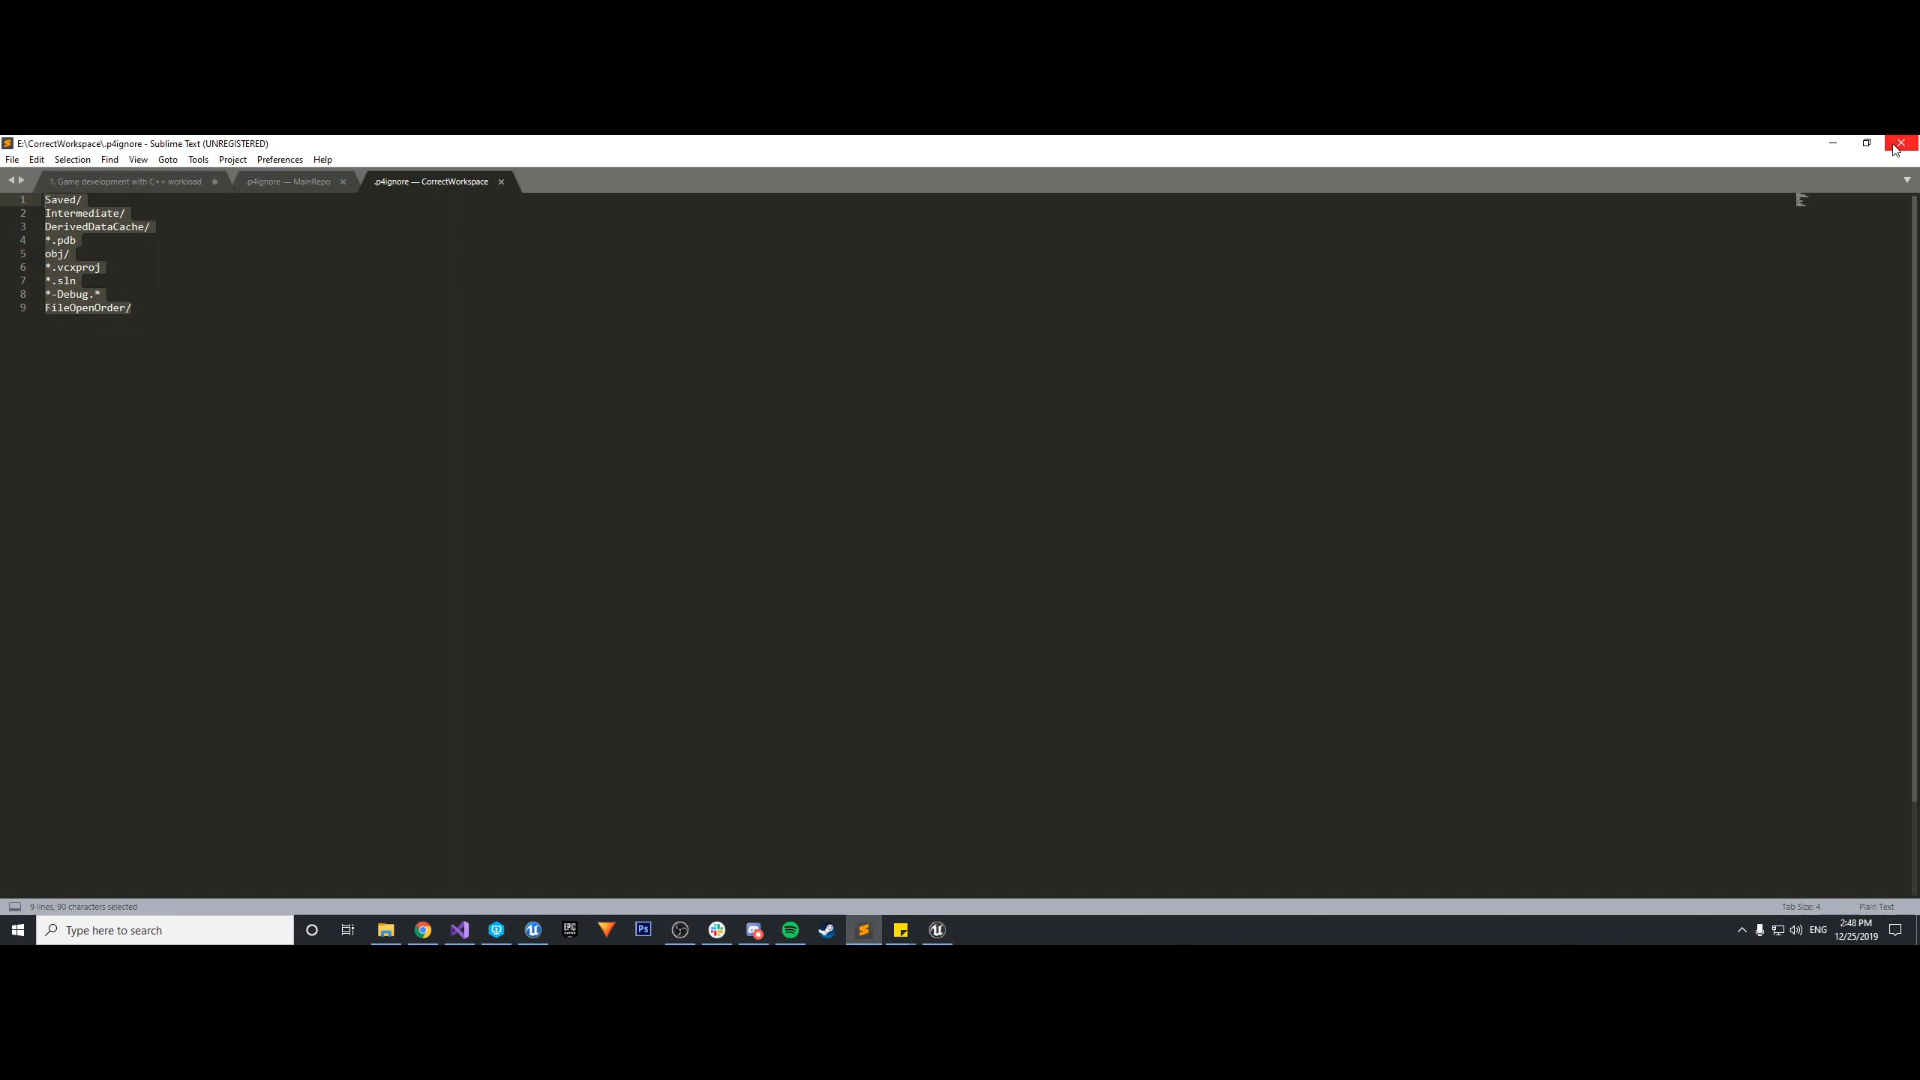 E:\CorrectWorkspace\.p4ignore - Sublime Text (UNREGISTERED)
File Edit Selection Find View Goto Tools Project Preferences Help
1. Game development with C++ workload .p4ignore — MainRepo .p4ignore — CorrectWorkspace
1 Saved/
2 Intermediate/
3 DerivedDataCache/
4 *.pdb
5 obj/
6 *.vcxproj
7 *.sln
8 *-Debug.*
9 FileOpenOrder/
9 lines, 90 characters selected Tab Size: 4 Plain Text
Type here to search EPIC GAMES Ps ENG 2:48 PM
12/25/2019